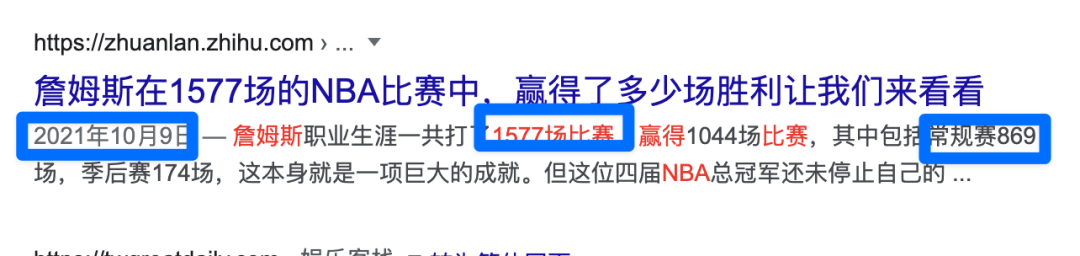 https://zhuanlan.zhihu.com › ...
詹姆斯在1577场的NBA比赛中，赢得了多少场胜利让我们来看看
2021年10月9日 — 詹姆斯职业生涯一共打了1577场比赛，赢得1044场比赛，其中包括常规赛869
场，季后赛174场，这本身就是一项巨大的成就。但这位四届NBA总冠军还未停止自己的 ...